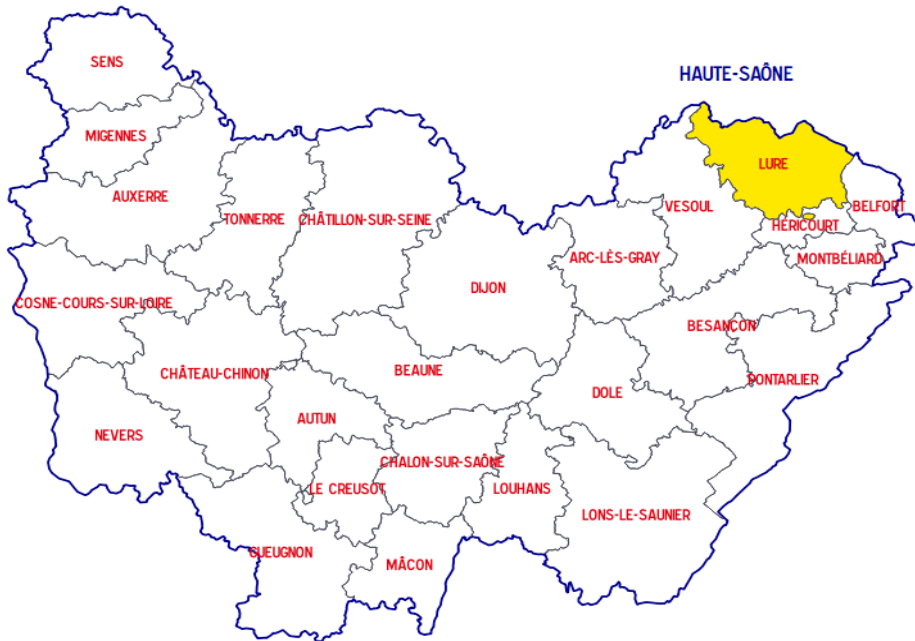 SENS
HAUTE-SAÔNE
MIGENNES
LURE
AUXERRE
TONNERRE
CHÂTILLON-SUR-SEINE
VESOUL
BELFORT
HÉRICOURT
ARC-LÈS-GRAY
MONTBÉLIARD
DIJON
COSNE-COURS-SUR-LOIRE
BESANÇON
CHÂTEAU-CHINON
BEAUNE
PONTARLIER
DOLE
AUTUN
NEVERS
CHALON-SUR-SAÔNE
LE CREUSOT
LOUHANS
LONS-LE-SAUNIER
GUEUGNON
MÂCON